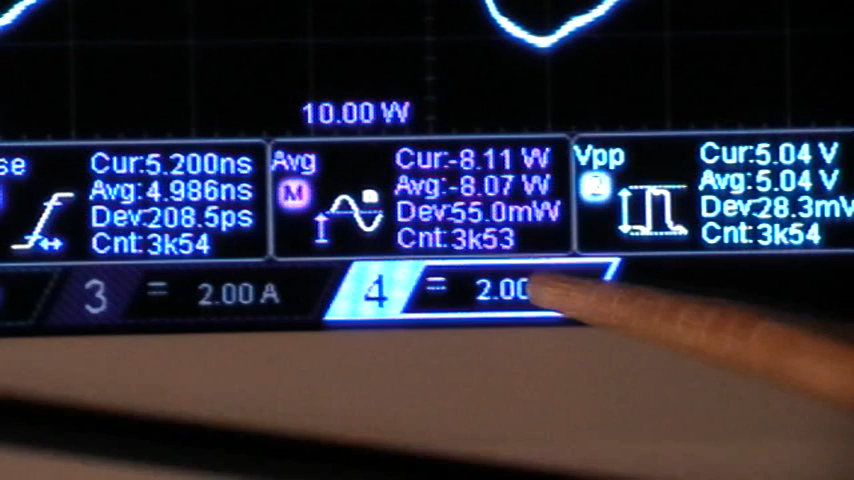 10.00 W
se
Cur:5.200ns
Avg:4.986ns
Dev:208.5ps
Cnt:3k54
Avg
M
Cur:-8.11 W
Avg:-8.07 W
Dev:55.0mW
Cnt:3k53
Vpp
2
Cur:5.04 V
Avg:5.04 V
Dev:28.3mV
Cnt:3k54
3 = 2.00 A
4 = 2.00